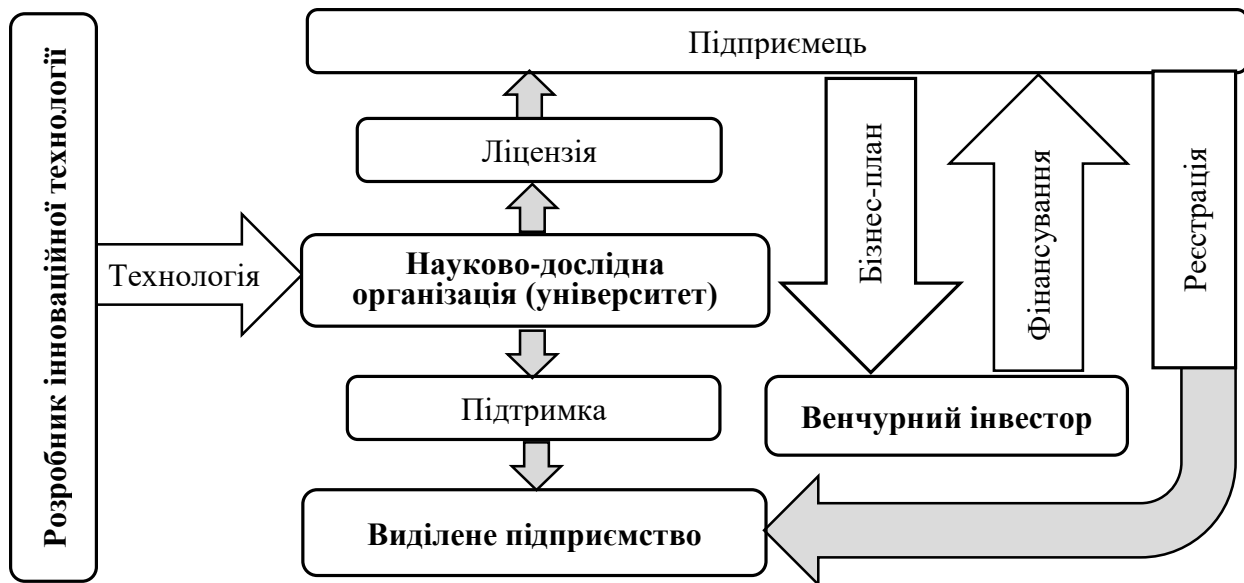 Розробник інноваційної технології
Підприємець
Ліцензія
Технологія
Науково-дослідна
організація (університет)
Підтримка
Виділене підприємство
Бізнес-план
Фінансування
Реєстрація
Венчурний інвестор